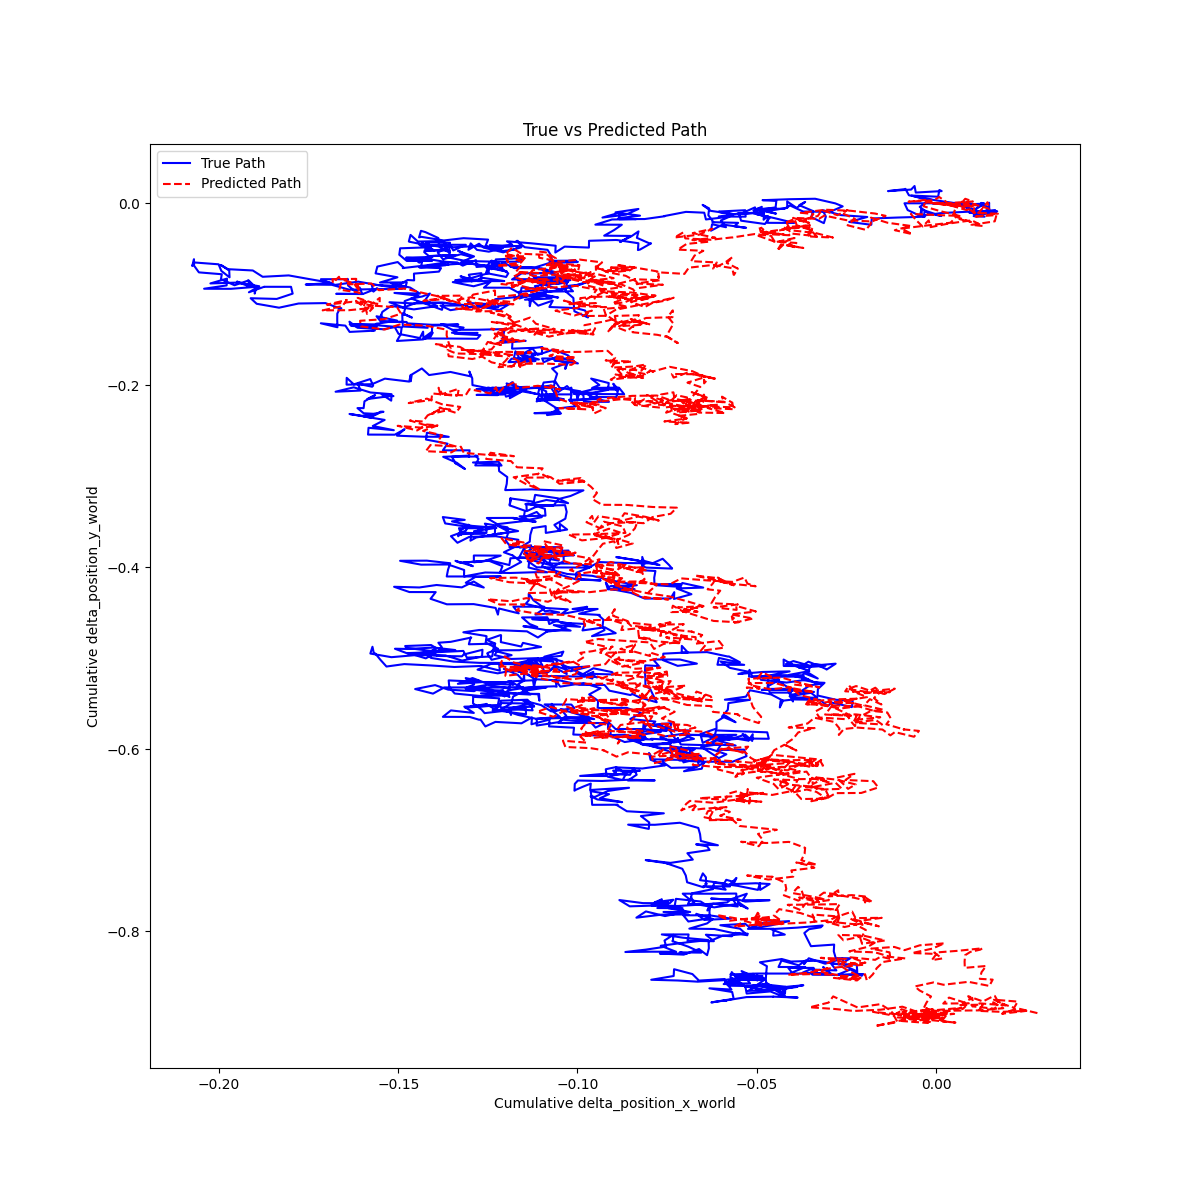 True vs Predicted Path
True Path
Predicted Path
0.0
−0.2
−0.4
−0.6
−0.8
Cumulative delta_position_y_world
−0.20
−0.15
−0.10
−0.05
0.00
Cumulative delta_position_x_world